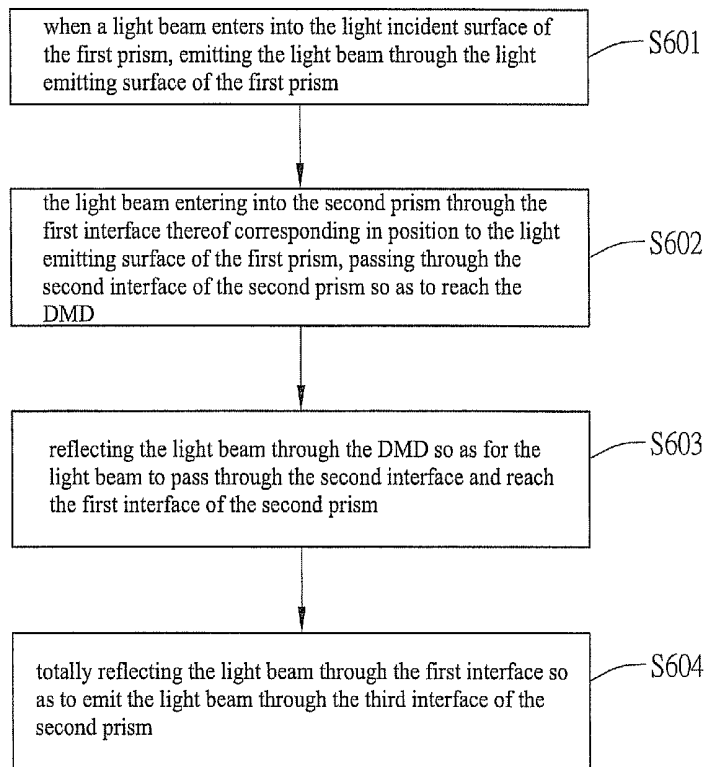 when a light beam enters into the light incident surface of
the first prism, emitting the light beam through the light
emitting surface of the first prism
S601
the light beam entering into the second prism through the
first interface thereof corresponding in position to the light
emitting surface of the first prism, passing through the
second interface of the second prism so as to reach the
DMD
S602
reflecting the light beam through the DMD so as for the
light beam to pass through the second interface and reach
the first interface of the second prism
S603
totally reflecting the light beam through the first interface so
as to emit the light beam through the third interface of the
second prism
S604